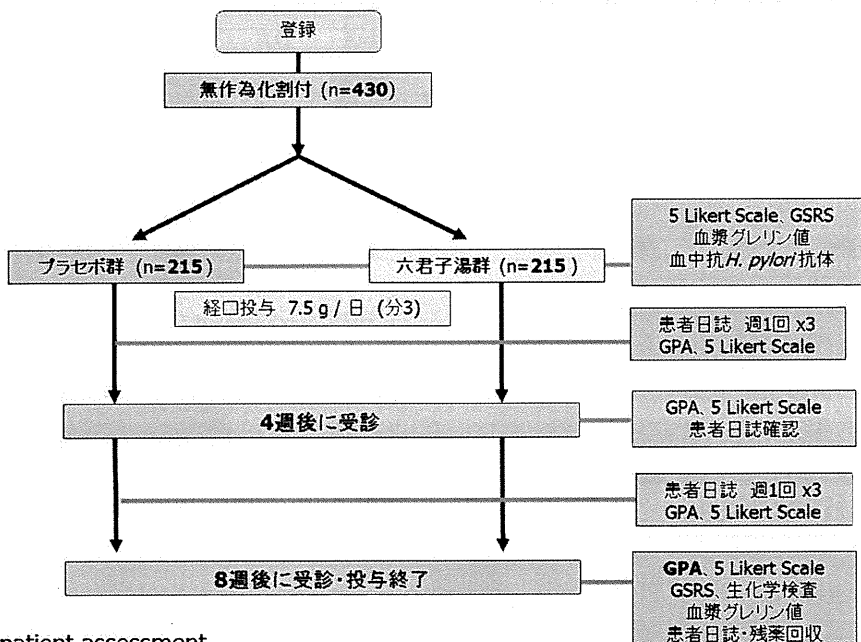 登録
無作為化割付 (n=430)
5 Likert Scale、GSRS
血漿グレリン値
血中抗H. pylori 抗体
プラセボ群 (n=215)
六君子湯群 (n=215 )
経口投与 7.5 g / 日 (分3)
患者日誌 週1回 x3
GPA、5 Likert Scale
4週後に受診
GPA、5 Likert Scale
患者日誌確認
患者日誌 週1回 x3
GPA、5 Likert Scale
8週後に受診・投与終了
GPA、5 Likert Scale
GSRS、生化学検査
血漿グレリン値
患者日誌・残薬回収
patient assessment